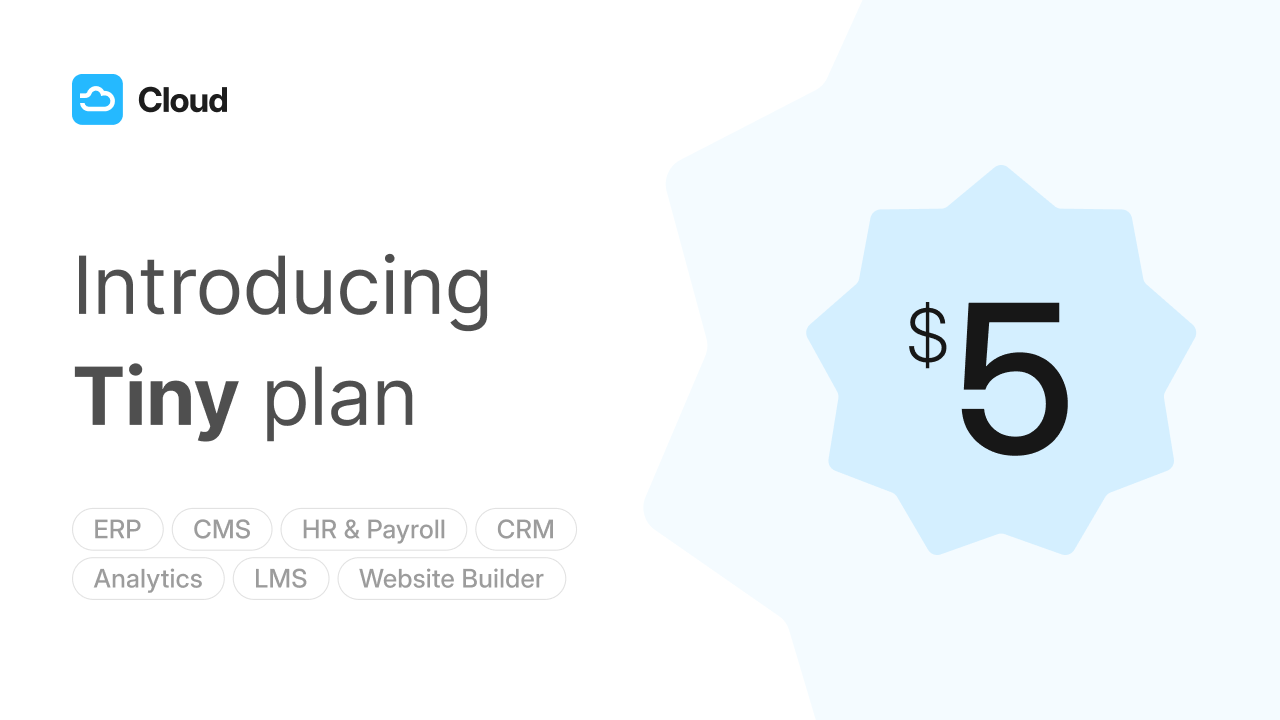 Cloud
Introducing
Tiny plan
$5
ERP CMS HR & Payroll CRM
Analytics LMS Website Builder